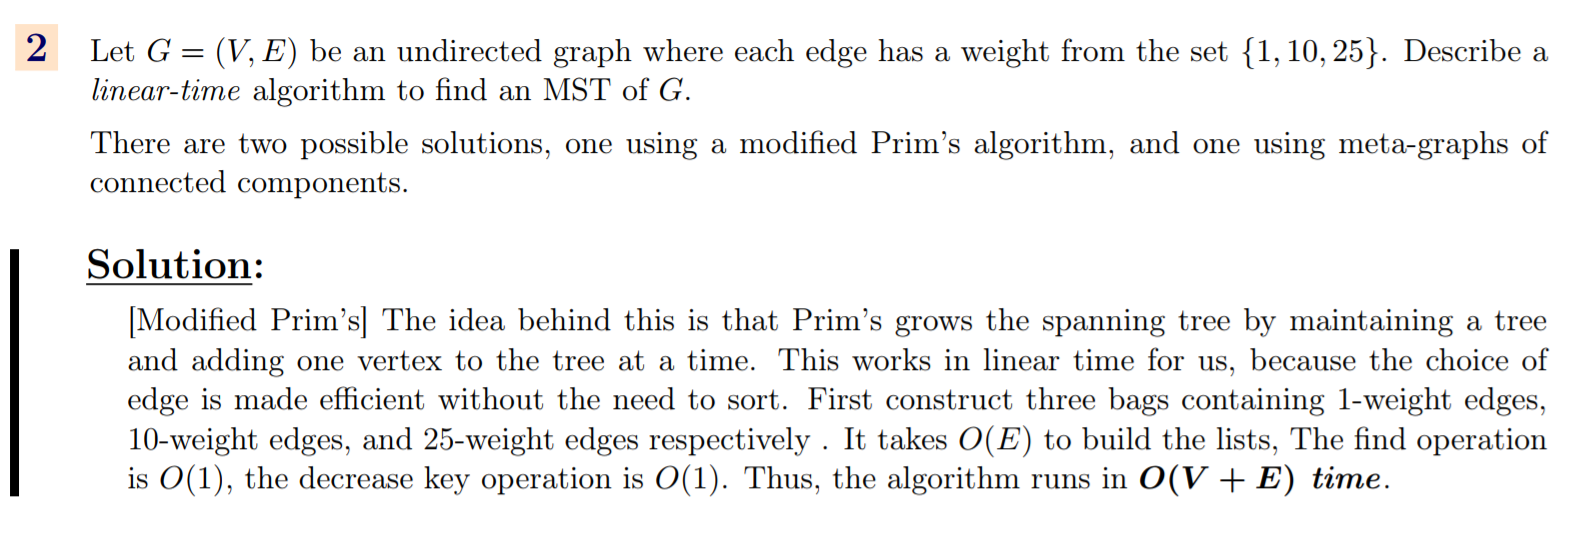 2 Let G = (V, E) be an undirected graph where each edge has a weight from the set {1, 10, 25}. Describe a
linear-time algorithm to find an MST of G.
There are two possible solutions, one using a modified Prim's algorithm, and one using meta-graphs of
connected components.
Solution:
[Modified Prim's] The idea behind this is that Prim's grows the spanning tree by maintaining a tree
and adding one vertex to the tree at a time. This works in linear time for us, because the choice of
edge is made efficient without the need to sort. First construct three bags containing 1-weight edges,
10-weight edges, and 25-weight edges respectively . It takes O(E) to build the lists, The find operation
is O(1), the decrease key operation is O(1). Thus, the algorithm runs in O(V + E) time.